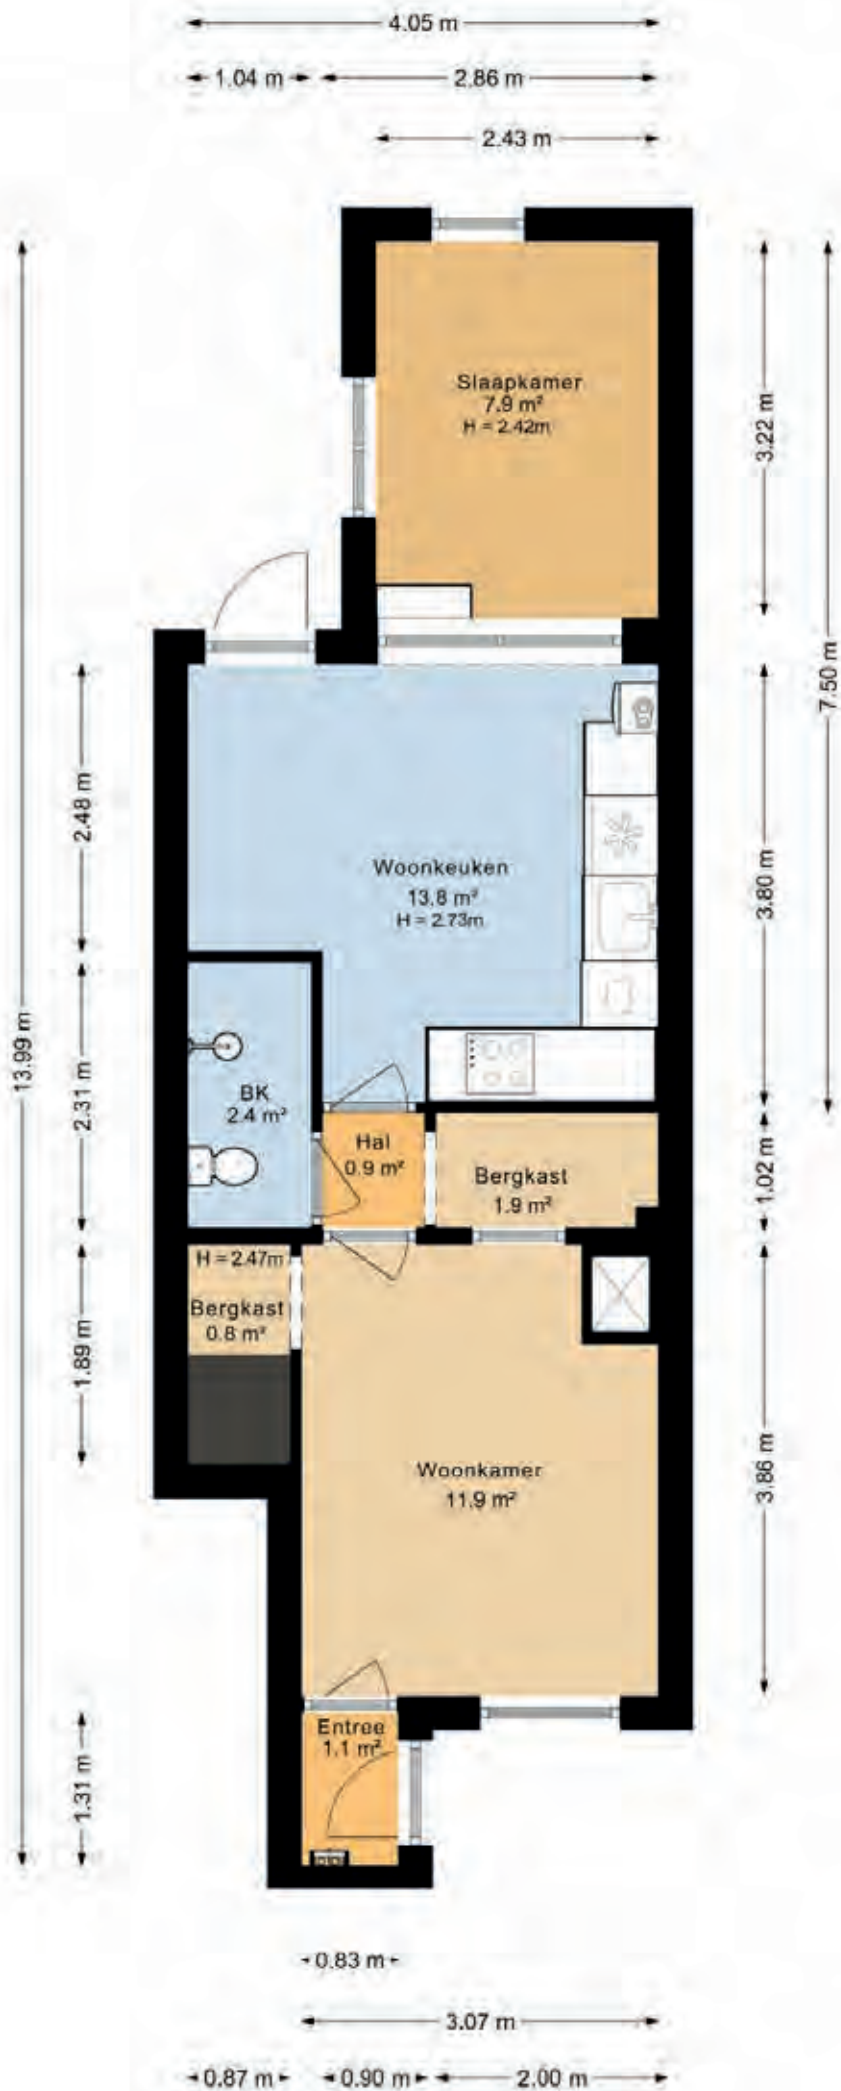 4.05 m
1.04 m
2.86 m
2.43 m
Slaapkamer
7.9 m²
H = 2.42m
3.22 m
7.50 m
2.48 m
Woonkeuken
13.8 m²
H = 2.73m
3.80 m
13.99 m
2.31 m
BK
2.4 m²
Hal
0.9 m²
Bergkast
1.9 m²
1.02 m
H = 2.47m
Bergkast
0.8 m²
1.89 m
Woonkamer
11.9 m²
3.86 m
Entree
1.1 m²
1.31 m
0.83 m
3.07 m
0.87 m
0.90 m
2.00 m